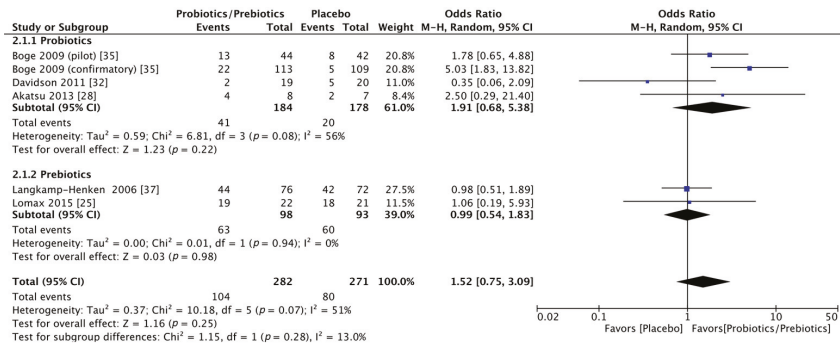 Probiotics/Prebiotics Placebo Odds Ratio Odds Ratio
Study or Subgroup Events Total Events Total Weight M-H, Random, 95% CI M-H, Random, 95% CI
2.1.1 Probiotics
Boge 2009 (pilot) [35] 13 44 8 42 20.8% 1.78 [0.65, 4.88]
Boge 2009 (confirmatory) [35] 22 113 5 109 20.8% 5.03 [1.83, 13.82]
Davidson 2011 [32] 2 19 5 20 11.0% 0.35 [0.06, 2.09]
Akatsu 2013 [28] 4 8 2 7 8.4% 2.50 [0.29, 21.40]
Subtotal (95% CI) 184 178 61.0% 1.91 [0.68, 5.38]
Total events 41 20
Heterogeneity: Tau² = 0.59; Chi² = 6.81, df = 3 (p = 0.08); I² = 56%
Test for overall effect: Z = 1.23 (p = 0.22)
2.1.2 Prebiotics
Langkamp-Henken 2006 [37] 44 76 42 72 27.5% 0.98 [0.51, 1.89]
Lomax 2015 [25] 19 22 18 21 11.5% 1.06 [0.19, 5.93]
Subtotal (95% CI) 98 93 39.0% 0.99 [0.54, 1.83]
Total events 63 60
Heterogeneity: Tau² = 0.00; Chi² = 0.01, df = 1 (p = 0.94); I² = 0%
Test for overall effect: Z = 0.03 (p = 0.98)
Total (95% CI) 282 271 100.0% 1.52 [0.75, 3.09]
Total events 104 80
Heterogeneity: Tau² = 0.37; Chi² = 10.18, df = 5 (p = 0.07); I² = 51%
Test for overall effect: Z = 1.16 (p = 0.25)
Test for subgroup differences: Chi² = 1.15, df = 1 (p = 0.28), I² = 13.0%
0.02 0.1 1 10 50
Favors [Placebo] Favors[Probiotics/Prebiotics]